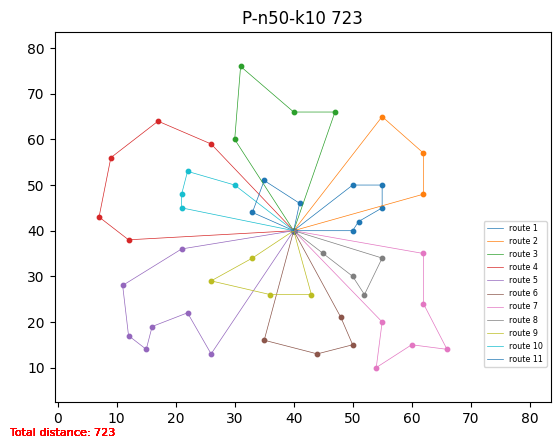 P-n50-k10 723
80
70
60
50
40
30
20
10
0 10 20 30 40 50 60 70 80
route 1
route 2
route 3
route 4
route 5
route 6
route 7
route 8
route 9
route 10
route 11
Total distance: 723